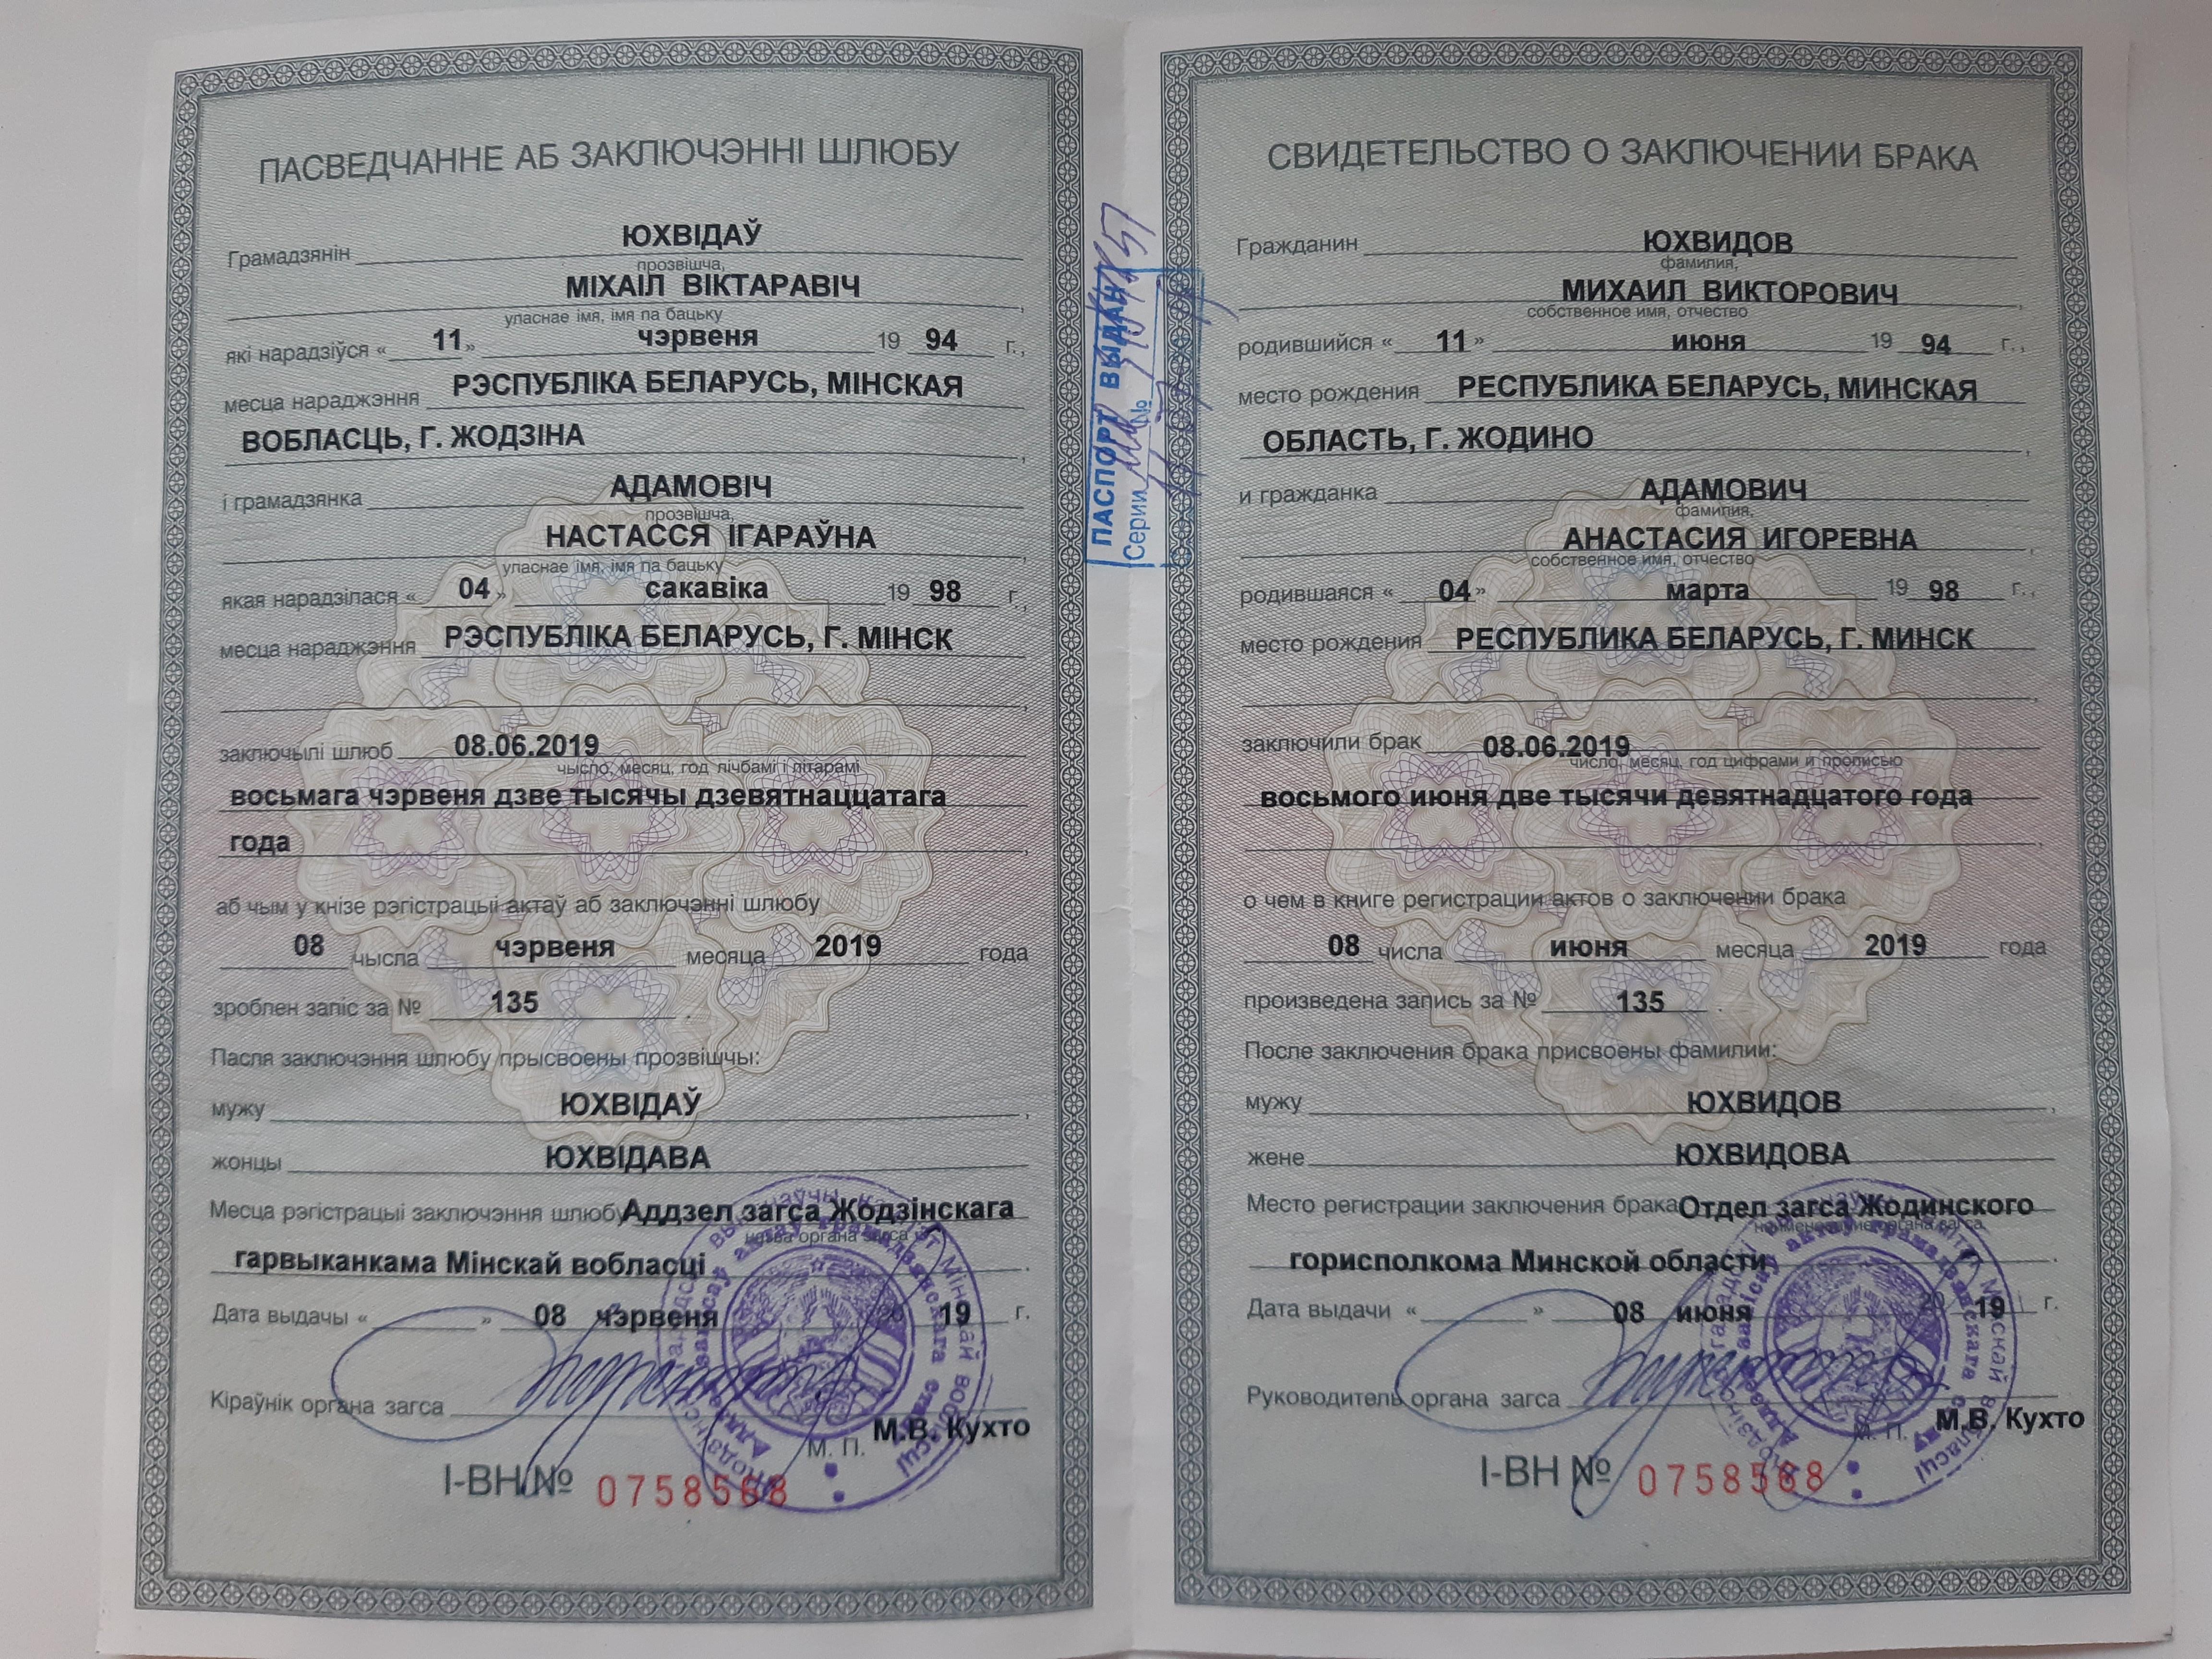 ПАСВЕДЧАННЕ АБ ЗАКЛЮЧЭННІ ШЛЮБУ
Грамадзянін ЮХВІДАЎ
прозвішча,
МІХАІЛ ВІКТАРАВІЧ
уласнае імя, імя па бацьку
які нарадзіўся « 11 » чэрвеня 19 94 г.,
месца нараджэння РЭСПУБЛІКА БЕЛАРУСЬ, МІНСКАЯ
ВОБЛАСЦЬ, Г. ЖОДЗІНА ,
і грамадзянка АДАМОВІЧ
прозвішча,
НАСТАССЯ ІГАРАЎНА ,
уласнае імя, імя па бацьку
якая нарадзілася « 04 » сакавіка 19 98 г.,
месца нараджэння РЭСПУБЛІКА БЕЛАРУСЬ, Г. МІНСК
,
заключылі шлюб 08.06.2019
чысло, месяц, год лічбамі і літарамі
восьмага чэрвеня дзве тысячы дзевятнаццатага
года ,
аб чым у кнізе рэгістрацыі актаў аб заключэнні шлюбу
08 чысла чэрвеня месяца 2019 года
зроблен запіс за № 135 .
Пасля заключэння шлюбу прысвоены прозвішчы:
мужу ЮХВІДАЎ ,
жонцы ЮХВІДАВА
Месца рэгістрацыі заключэння шлюбу Аддзел загса Жодзінскага
назва органа загса
гарвыканкама Мінскай вобласці .
Дата выдачы « » 08 чэрвеня 20 19 г.
Кіраўнік органа загса
М.В. Кухто
М. П.
І-ВН № 0758568
ПАСПОРТ ВЫДАН
Серии № 
СВИДЕТЕЛЬСТВО О ЗАКЛЮЧЕНИИ БРАКА
Гражданин ЮХВИДОВ
фамилия,
МИХАИЛ ВИКТОРОВИЧ ,
собственное имя, отчество
родившийся « 11 » июня 19 94 г.,
место рождения РЕСПУБЛИКА БЕЛАРУСЬ, МИНСКАЯ
ОБЛАСТЬ, Г. ЖОДИНО ,
и гражданка АДАМОВИЧ
фамилия,
АНАСТАСИЯ ИГОРЕВНА ,
собственное имя, отчество
родившаяся « 04 » марта 19 98 г.,
место рождения РЕСПУБЛИКА БЕЛАРУСЬ, Г. МИНСК
,
заключили брак 08.06.2019
число, месяц, год цифрами и прописью
восьмого июня две тысячи девятнадцатого года
,
о чем в книге регистрации актов о заключении брака
08 числа июня месяца 2019 года
произведена запись за № 135 .
После заключения брака присвоены фамилии:
мужу ЮХВИДОВ ,
жене ЮХВИДОВА
Место регистрации заключения брака Отдел загса Жодинского
наименование органа загса
горисполкома Минской области .
Дата выдачи « » 08 июня 20 19 г.
Руководитель органа загса
М.В. Кухто
М. П.
І-ВН № 0758568